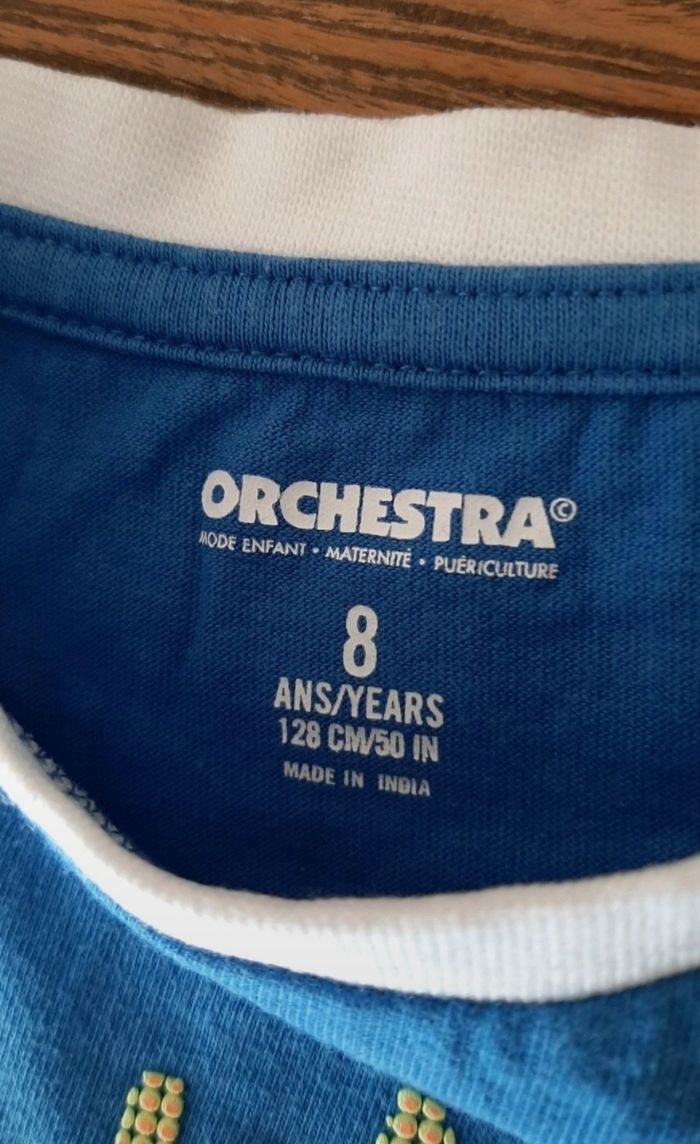 ORCHESTRA©
MODE ENFANT • MATERNITÉ • PUÉRICULTURE
8
ANS/YEARS
128 CM/50 IN
MADE IN INDIA